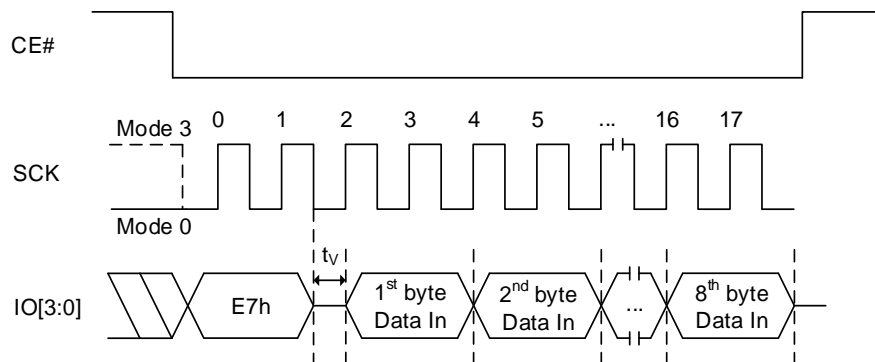 CE#
0 1 2 3 4 5 ... 16 17
Mode 3
SCK
Mode 0
tV
IO[3:0]
E7h
1st byte
Data In
2nd byte
Data In
...
8th byte
Data In